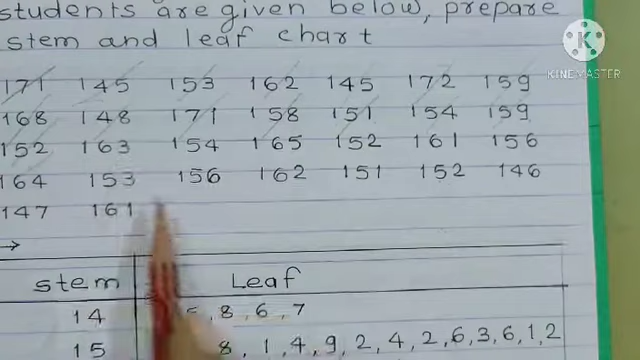 students are given below, prepare
stem and leaf chart
KINEMASTER
171 145 153 162 145 172 159
168 148 171 158 151 154 159
152 163 154 165 152 161 156
164 153 156 162 151 152 146
147 161
→
stem Leaf
14 5, 8, 6, 7
15 8, 1, 4, 9, 2, 4, 2, 6, 3, 6, 1, 2